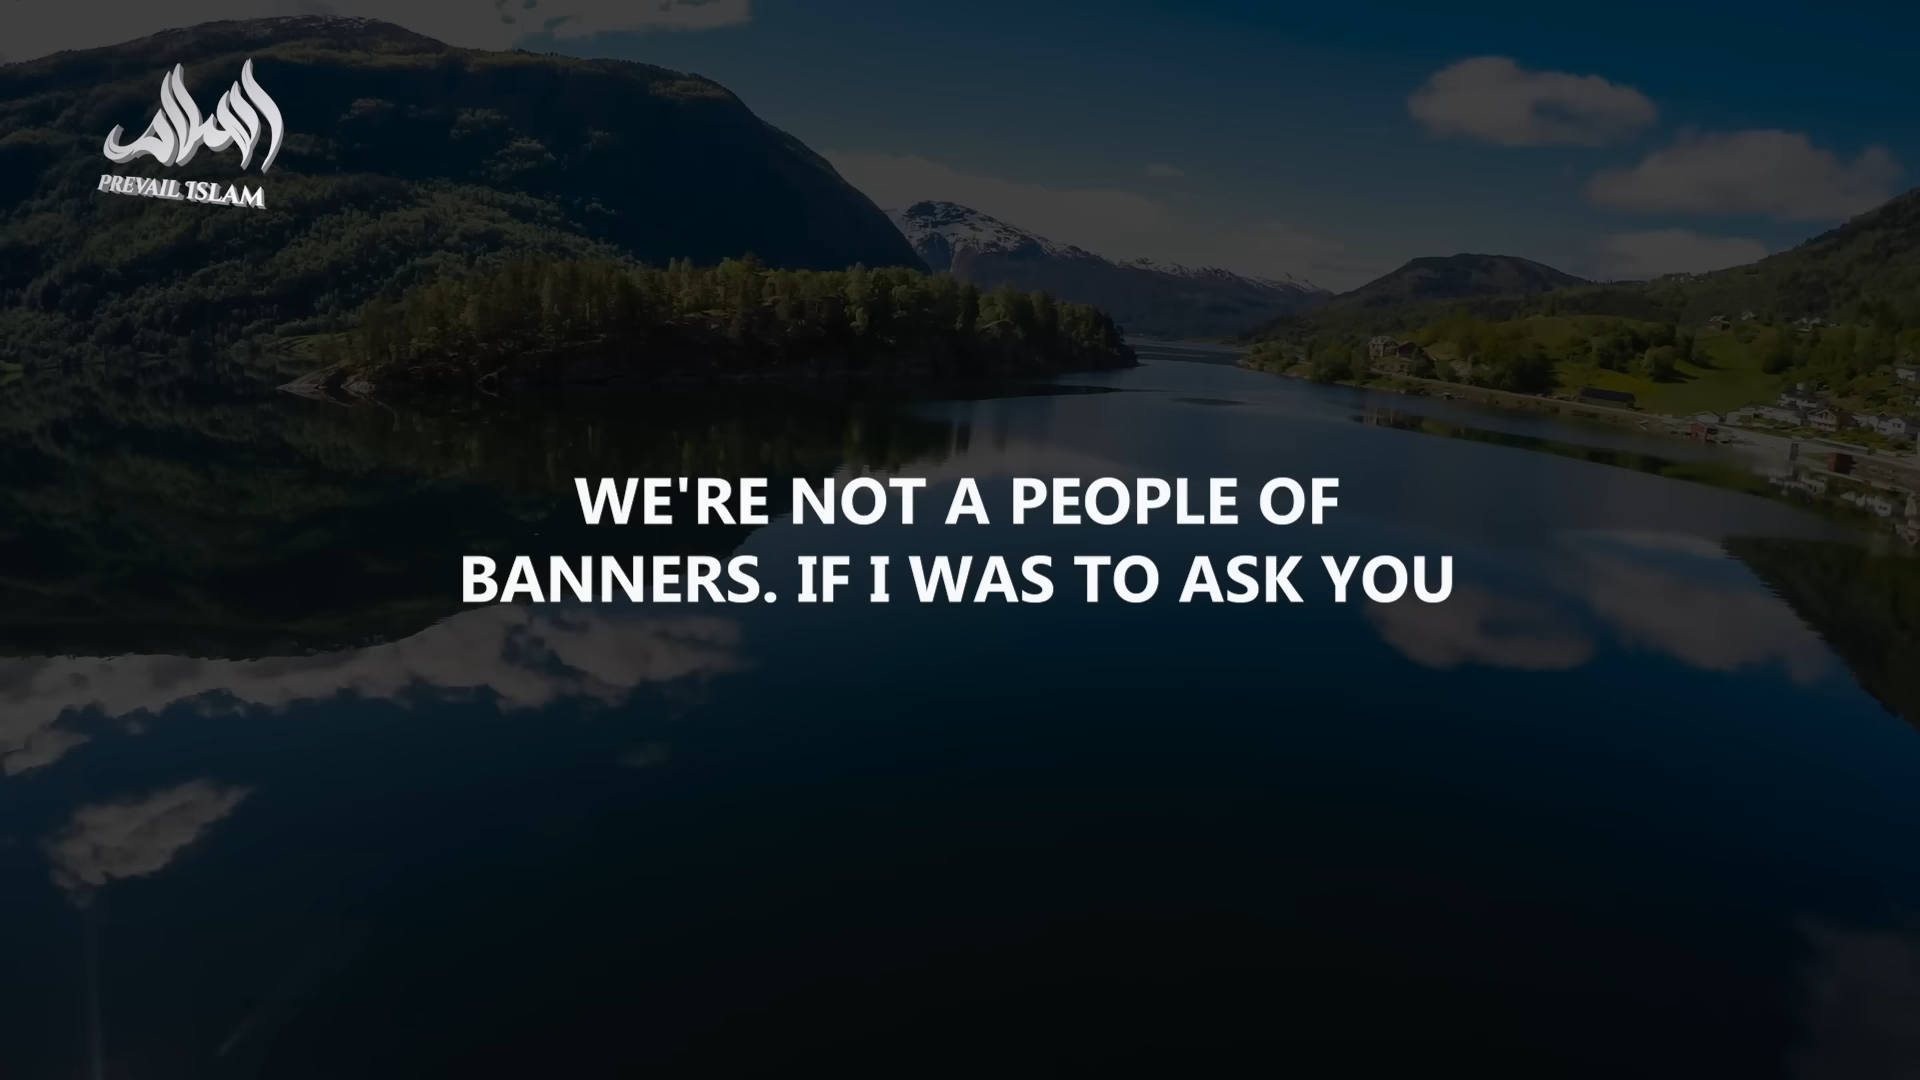 PREVAIL ISLAM
WE'RE NOT A PEOPLE OF
BANNERS. IF I WAS TO ASK YOU